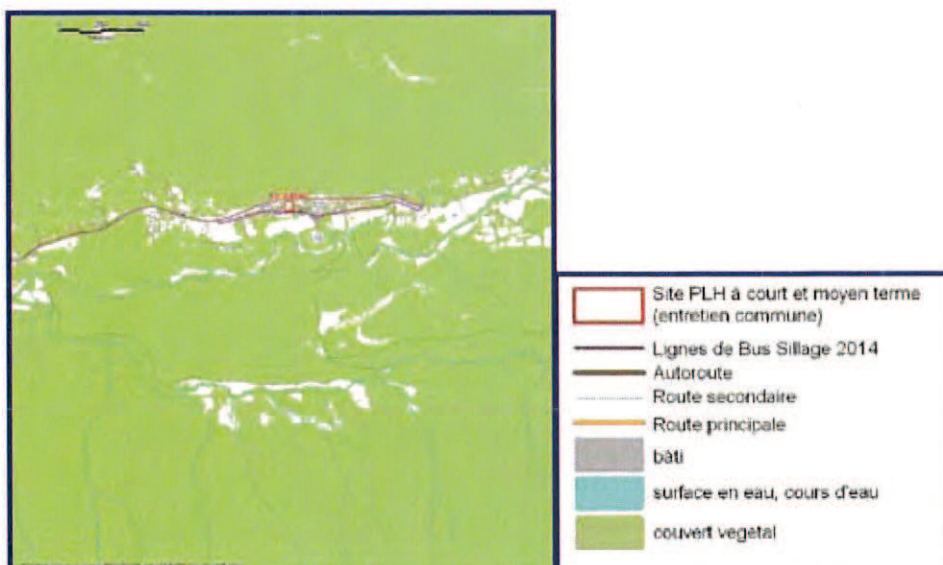 Site PLH à court et moyen terme
(entretien commune)
Lignes de Bus Sillage 2014
Autoroute
Route secondaire
Route principale
bâti
surface en eau, cours d'eau
couvert vegetal